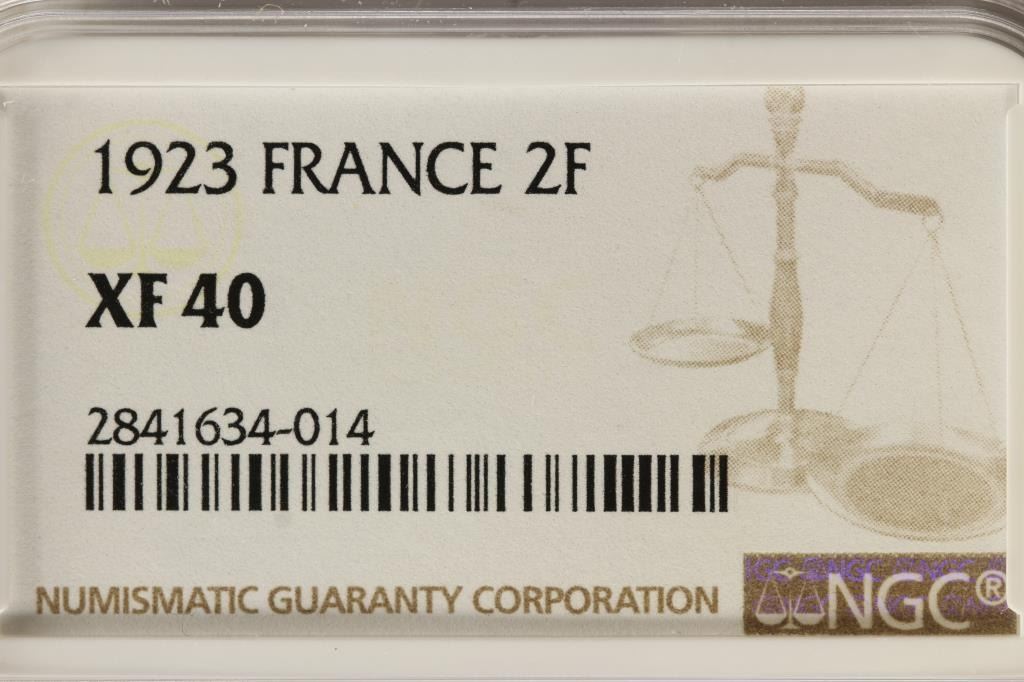 1923 FRANCE 2F
XF 40
2841634-014
NUMISMATIC GUARANTY CORPORATION
NGC®